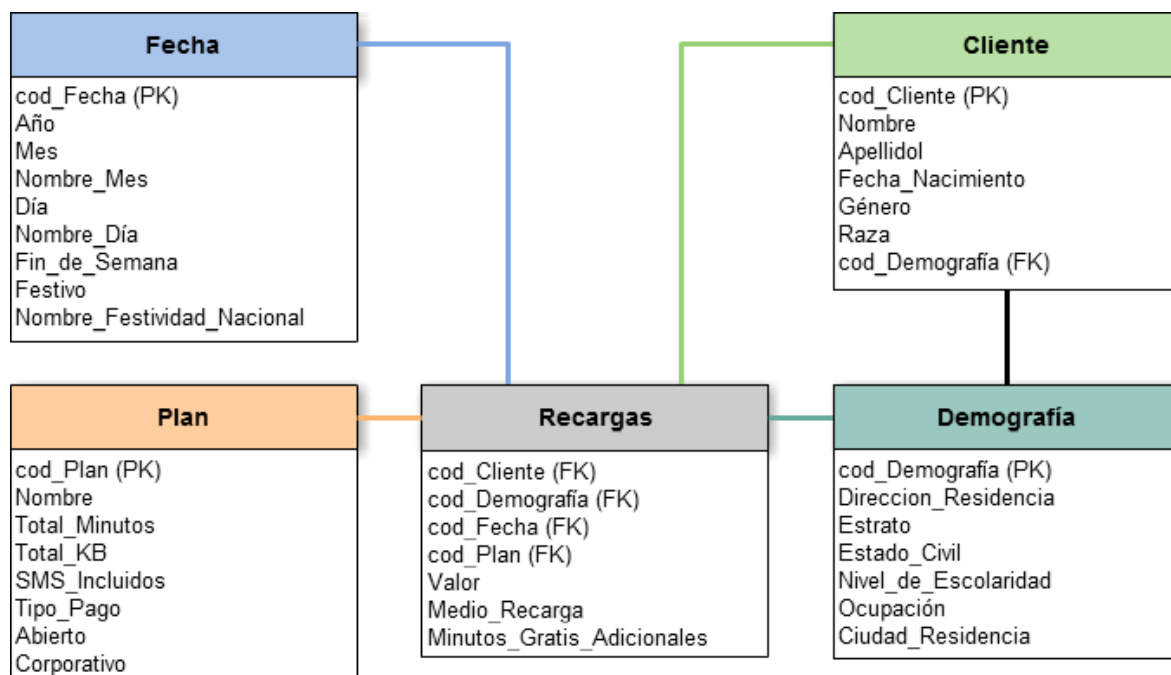 Fecha
cod_Fecha (PK)
Año
Mes
Nombre_Mes
Día
Nombre_Día
Fin_de_Semana
Festivo
Nombre_Festividad_Nacional
Cliente
cod_Cliente (PK)
Nombre
Apellidol
Fecha_Nacimiento
Género
Raza
cod_Demografía (FK)
Plan
cod_Plan (PK)
Nombre
Total_Minutos
Total_KB
SMS_Incluidos
Tipo_Pago
Abierto
Corporativo
Recargas
cod_Cliente (FK)
cod_Demografía (FK)
cod_Fecha (FK)
cod_Plan (FK)
Valor
Medio_Recarga
Minutos_Gratis_Adicionales
Demografía
cod_Demografía (PK)
Direccion_Residencia
Estrato
Estado_Civil
Nivel_de_Escolaridad
Ocupación
Ciudad_Residencia